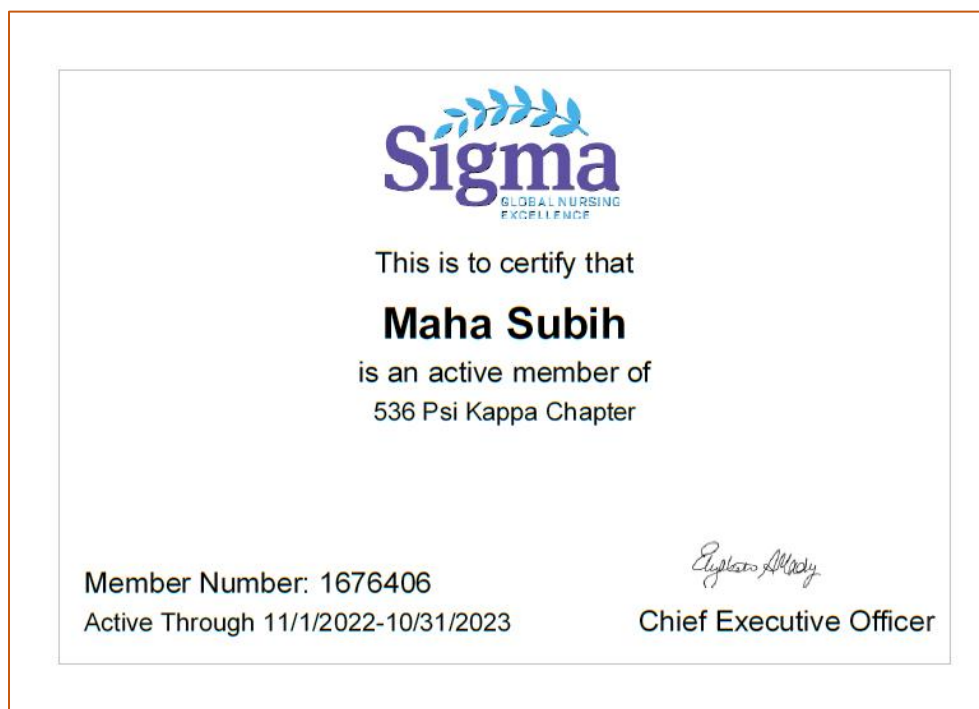 Sigma
GLOBAL NURSING
EXCELLENCE
This is to certify that
Maha Subih
is an active member of
536 Psi Kappa Chapter
Member Number: 1676406
Active Through 11/1/2022-10/31/2023
Chief Executive Officer